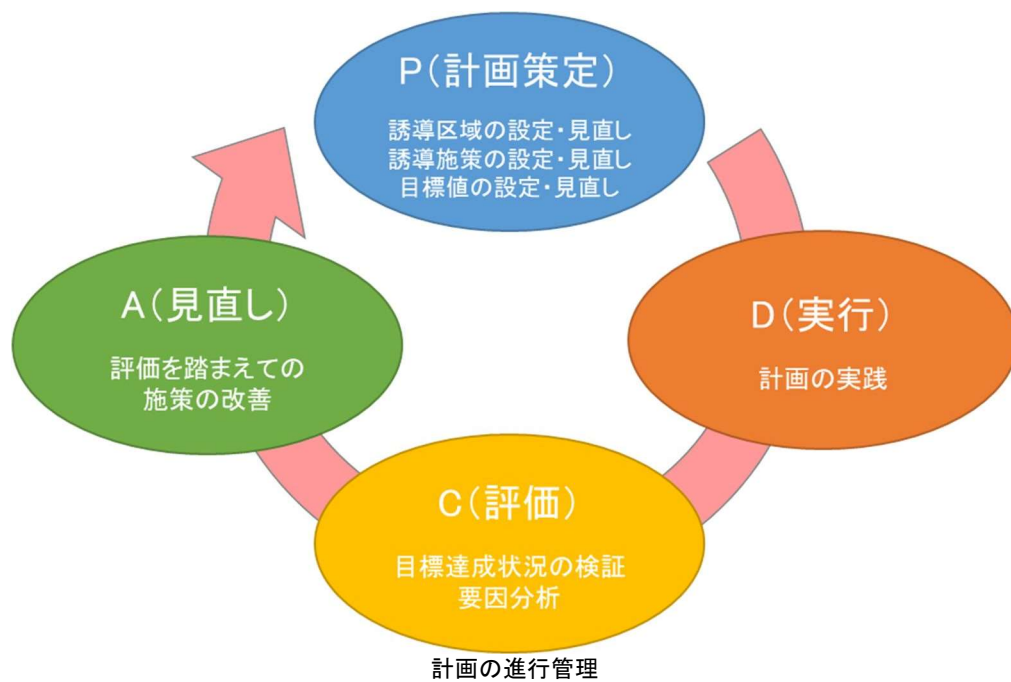 P（計画策定）
誘導区域の設定・見直し
誘導施策の設定・見直し
目標値の設定・見直し
D（実行）
計画の実践
C（評価）
目標達成状況の検証
要因分析
A（見直し）
評価を踏まえての
施策の改善
計画の進行管理